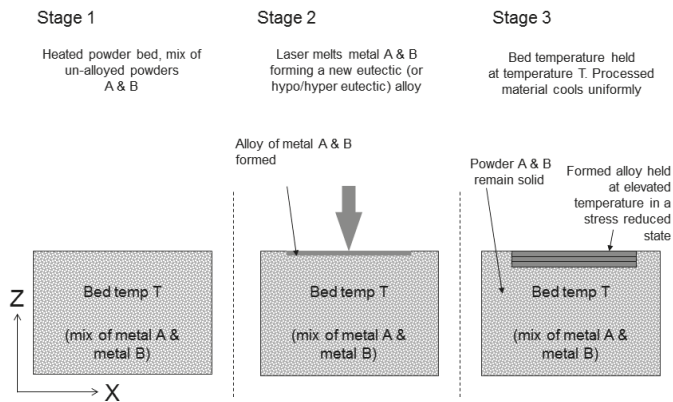 Stage 1
Heated powder bed, mix of
un-alloyed powders
A & B
Stage 2
Laser melts metal A & B
forming a new eutectic (or
hypo/hyper eutectic) alloy
Stage 3
Bed temperature held
at temperature T. Processed
material cools uniformly
Alloy of metal A & B
formed
Powder A & B
remain solid
Formed alloy held
at elevated
temperature in a
stress reduced
state
Z
X
Bed temp T
(mix of metal A &
metal B)
Bed temp T
(mix of metal A &
metal B)
Bed temp T
(mix of metal A &
metal B)